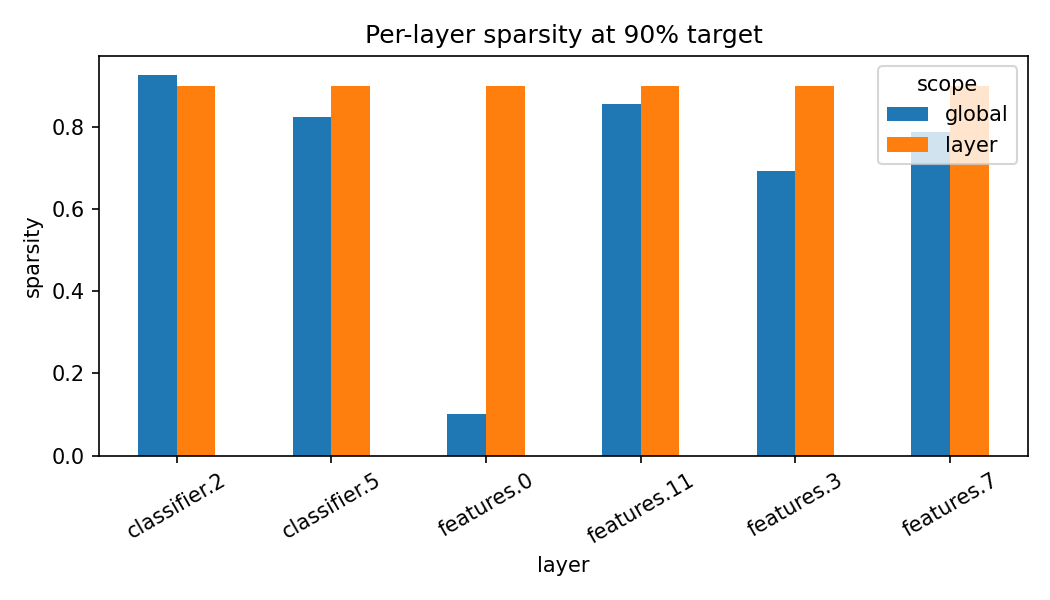 Per-layer sparsity at 90% target
scope
global
layer
sparsity
0.8
0.6
0.4
0.2
0.0
classifier.2
classifier.5
features.0
features.11
features.3
features.7
layer